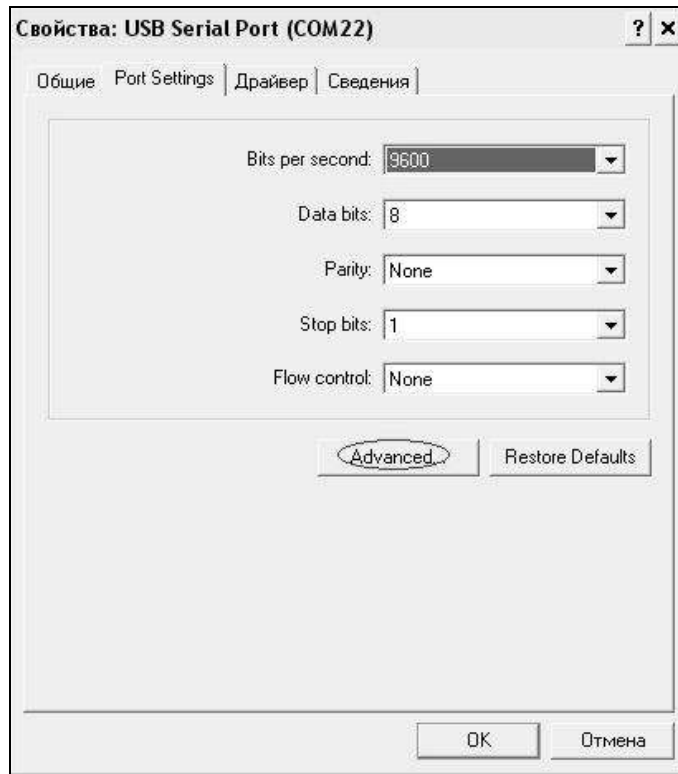 Свойства: USB Serial Port (COM22)
? ×
Общие Port Settings Драйвер Сведения
Bits per second: 9600
Data bits: 8
Parity: None
Stop bits: 1
Flow control: None
Advanced... Restore Defaults
OK Отмена